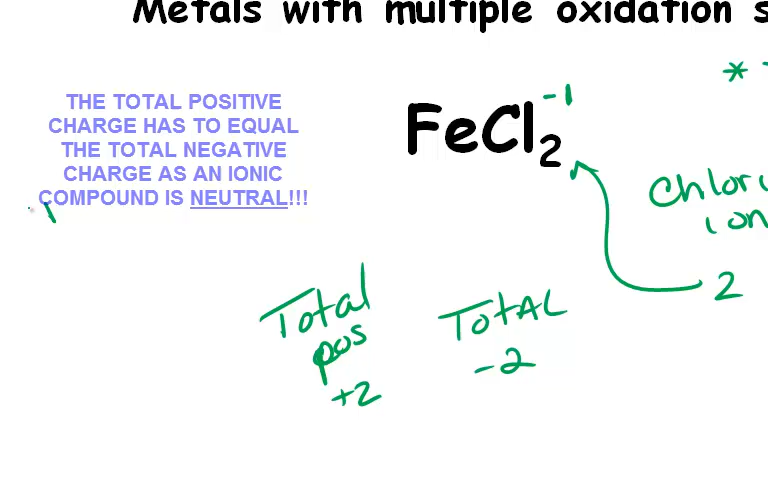 Metals with multiple oxidation s
*
THE TOTAL POSITIVE
CHARGE HAS TO EQUAL
THE TOTAL NEGATIVE
CHARGE AS AN IONIC
COMPOUND IS NEUTRAL!!!
-1
FeCl2
Chlor
ion
2
Total
pos
+2
TOTAL
-2